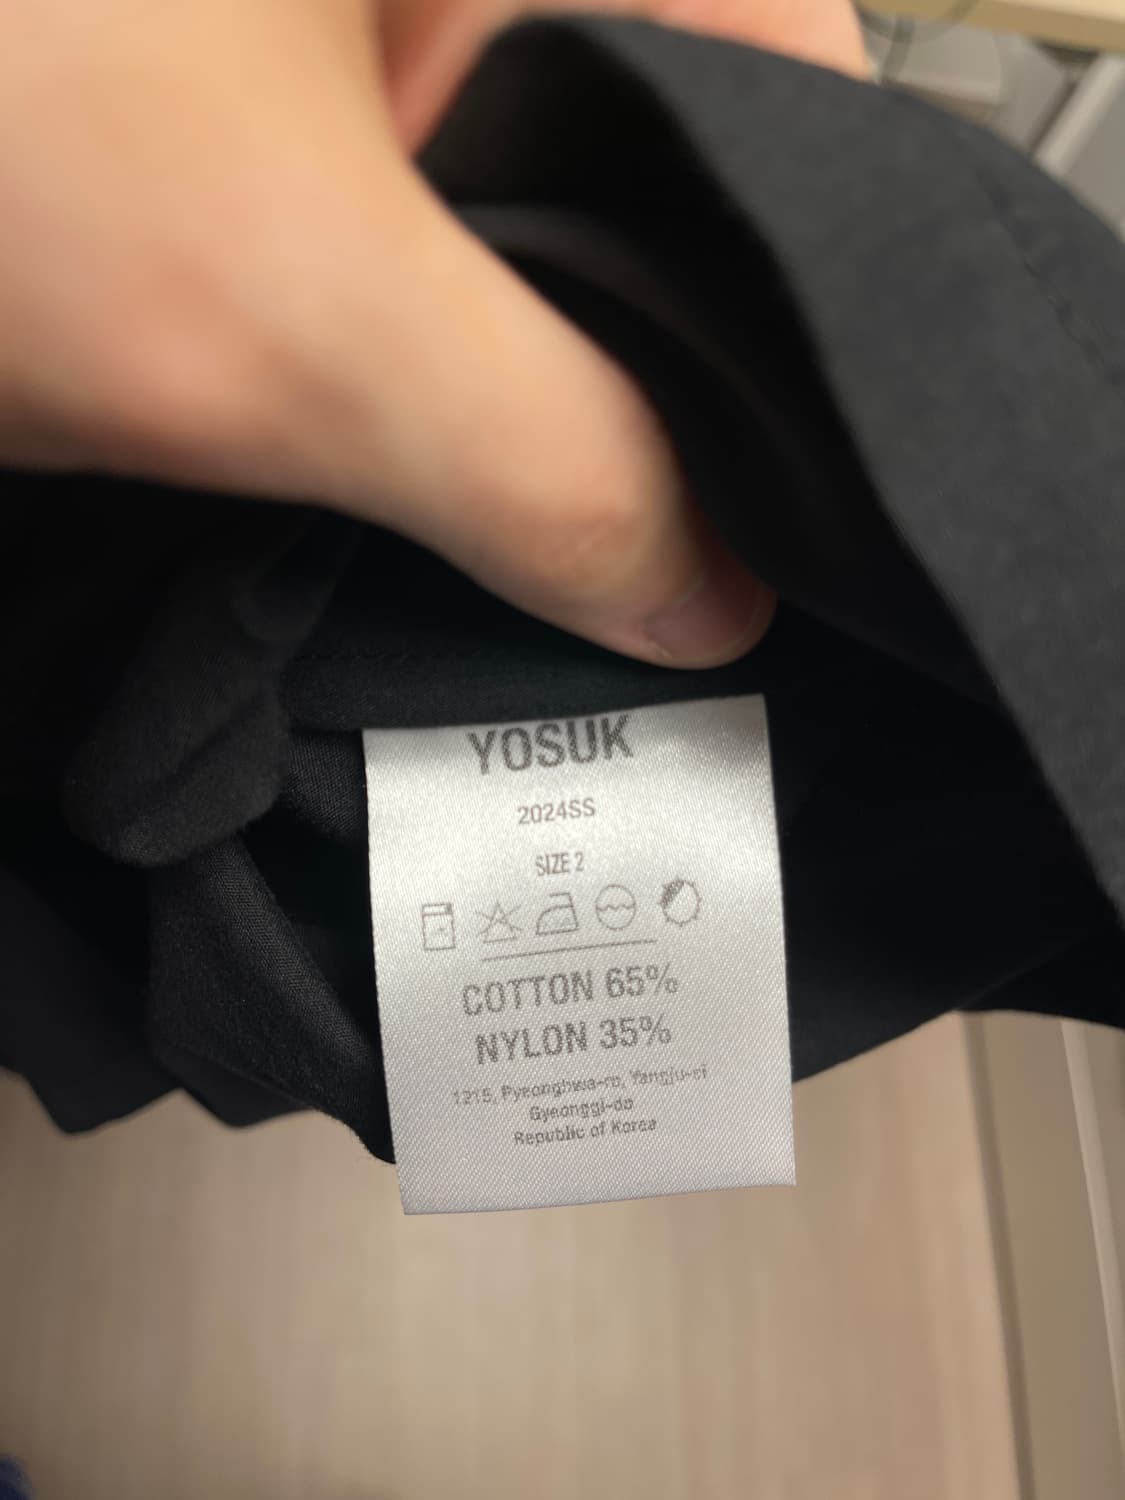 YOSUK
2024SS
SIZE 2
COTTON 65%
NYLON 35%
1215, Pyeonghwa-ro, Yangju-si
Gyeonggi-do
Republic of Korea